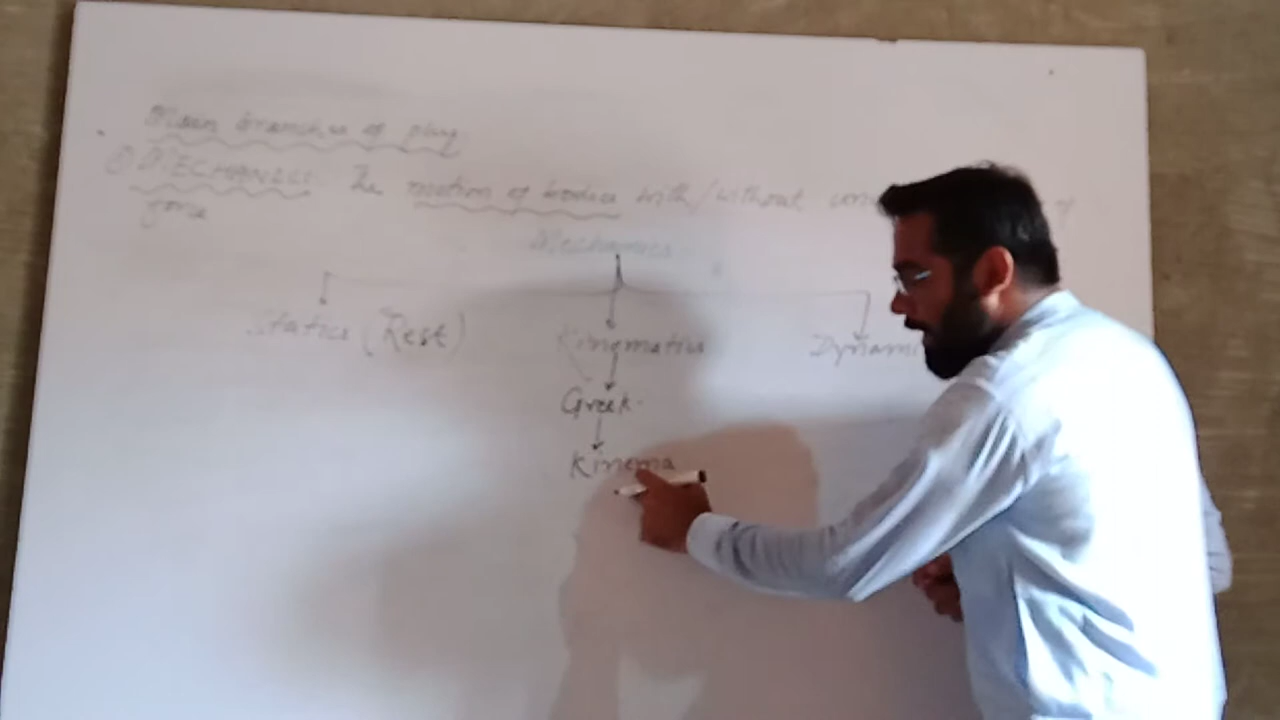 Main branches of phy
① MECHANICS: The motion of bodies with/without of
force
Mechanics
Statics (Rest) Kinematics Dynami
Greek
Kinema